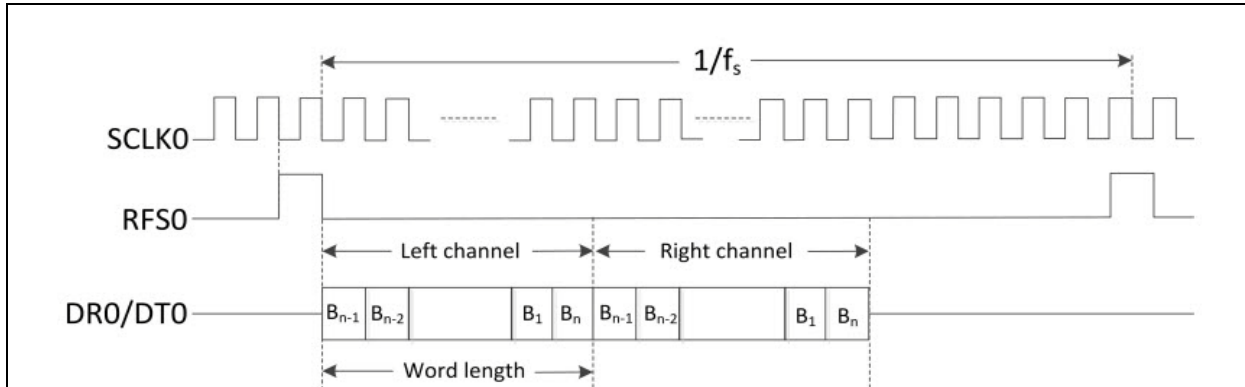 1/fs
SCLK0
RFS0
Left channel
Right channel
DR0/DT0
Bn-1 Bn-2 B1 Bn Bn-1 Bn-2 B1 Bn
Word length